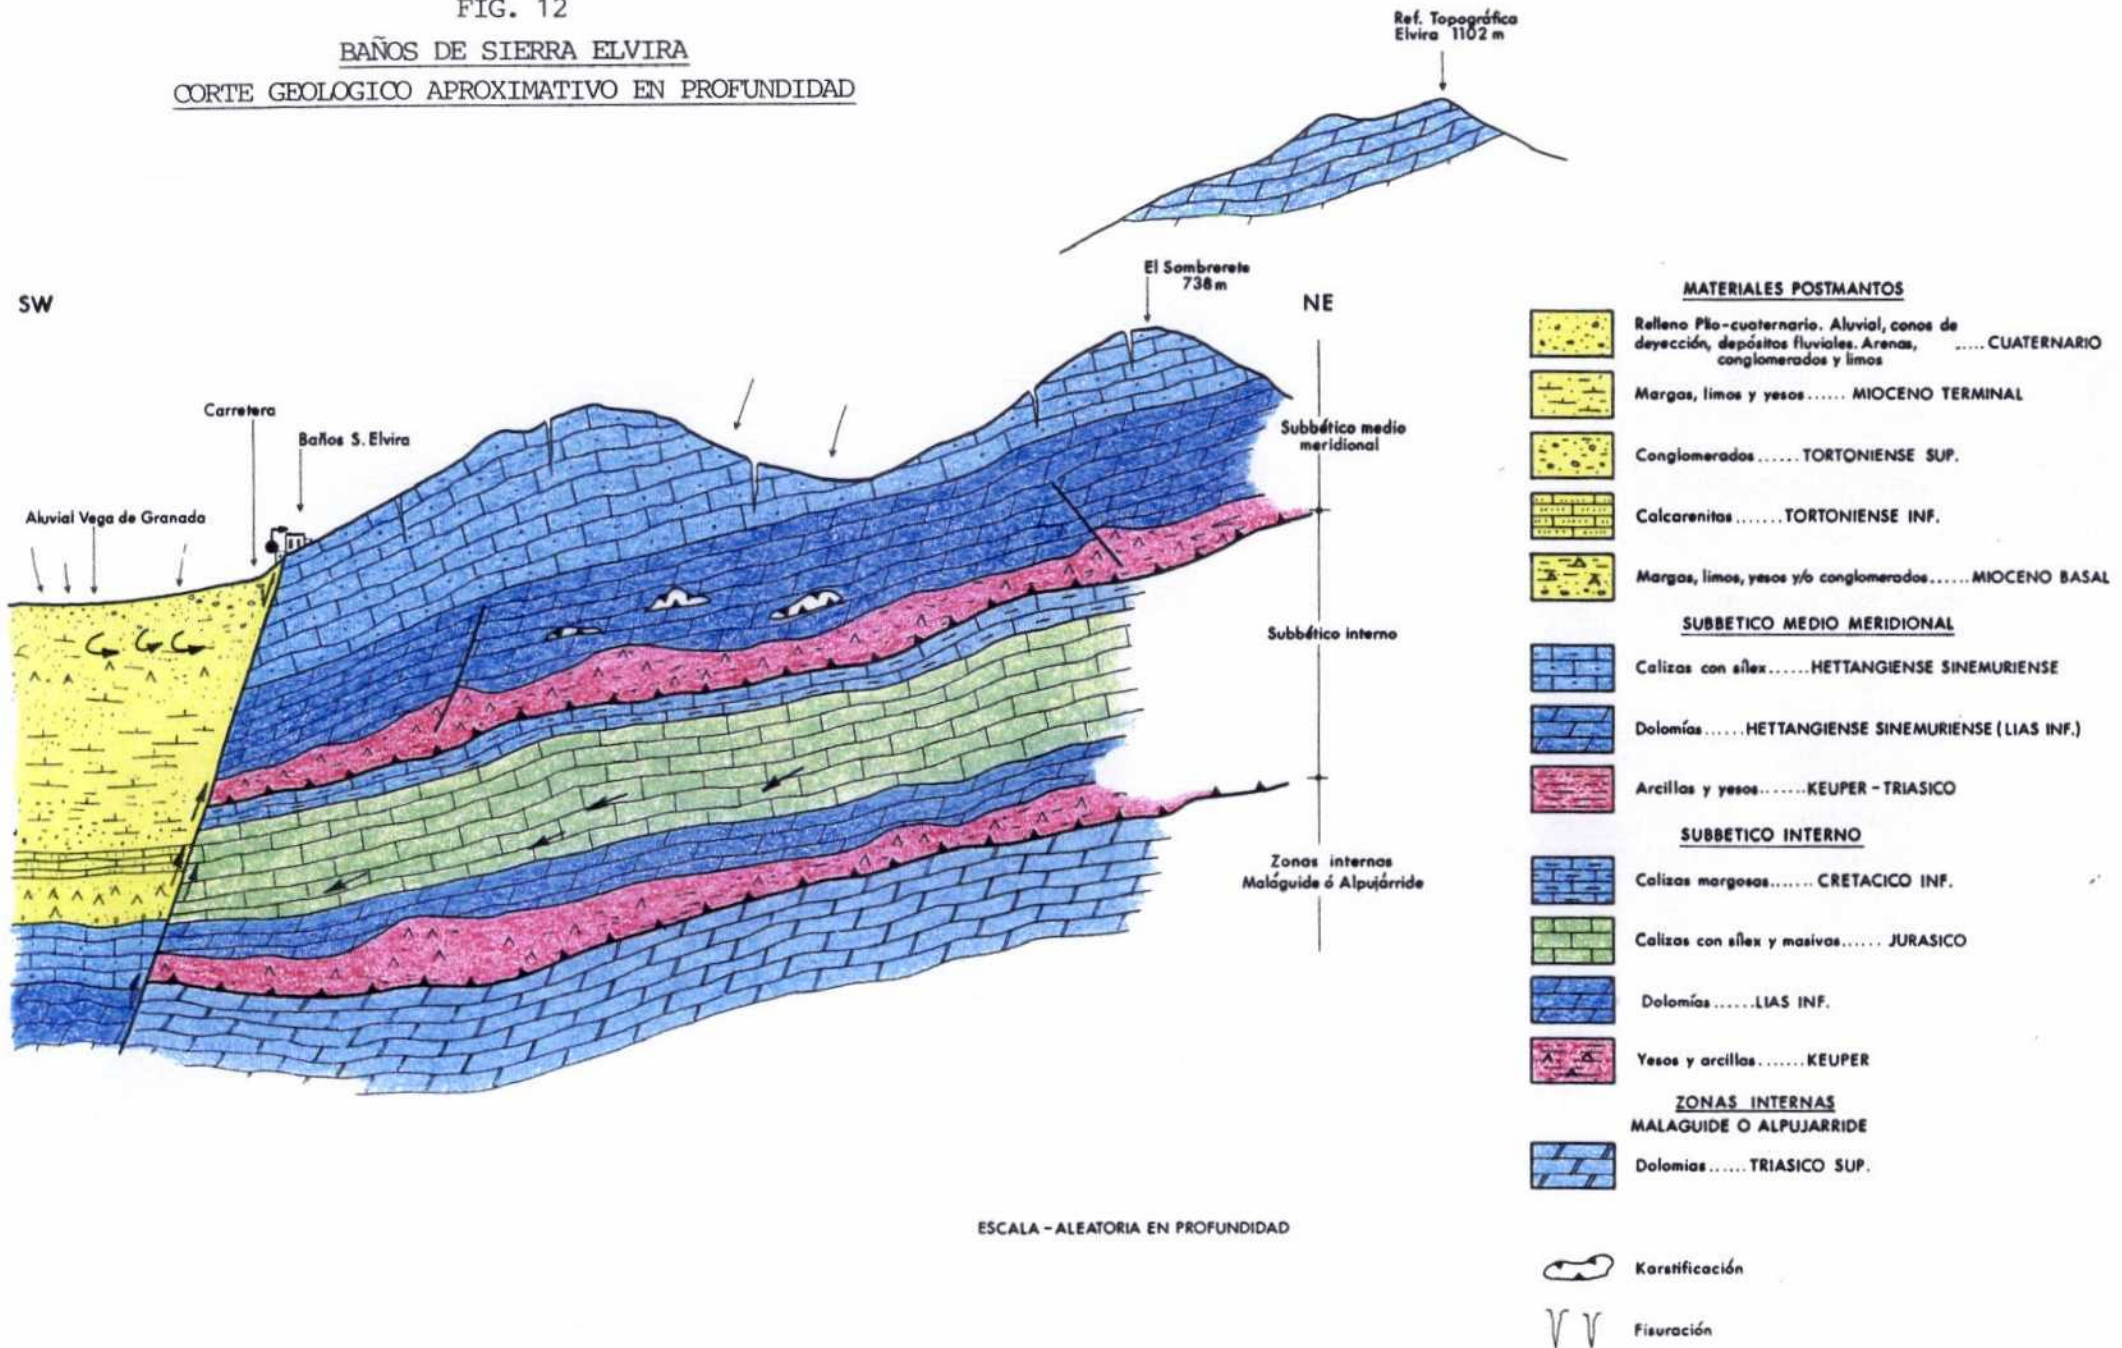 FIG. 12
BAÑOS DE SIERRA ELVIRA
CORTE GEOLOGICO APROXIMATIVO EN PROFUNDIDAD
Ref. Topográfica
Elvira 1102 m
El Sombrerete
738m
SW
NE
Carretera
Baños S. Elvira
Aluvial Vega de Granada
Subbético medio
meridional
Subbético interno
Zonas internas
Maláguide ó Alpujárride
MATERIALES POSTMANTOS
Relleno Plio-cuaternario. Aluvial, conos de
deyección, depósitos fluviales. Arenas, ..... CUATERNARIO
conglomerados y limos
Margas, limos y yesos...... MIOCENO TERMINAL
Conglomerados...... TORTONIENSE SUP.
Calcarenitas.......TORTONIENSE INF.
Margas, limos, yesos y/o conglomerados......MIOCENO BASAL
SUBBETICO MEDIO MERIDIONAL
Calizas con sílex......HETTANGIENSE SINEMURIENSE
Dolomías......HETTANGIENSE SINEMURIENSE (LIAS INF.)
Arcillas y yesos.......KEUPER-TRIASICO
SUBBETICO INTERNO
Calizas margosas....... CRETACICO INF.
Calizas con sílex y masivas...... JURASICO
Dolomías......LIAS INF.
Yesos y arcillas.......KEUPER
ZONAS INTERNAS
MALAGUIDE O ALPUJARRIDE
Dolomias...... TRIASICO SUP.
ESCALA-ALEATORIA EN PROFUNDIDAD
Karstificación
Fisuración